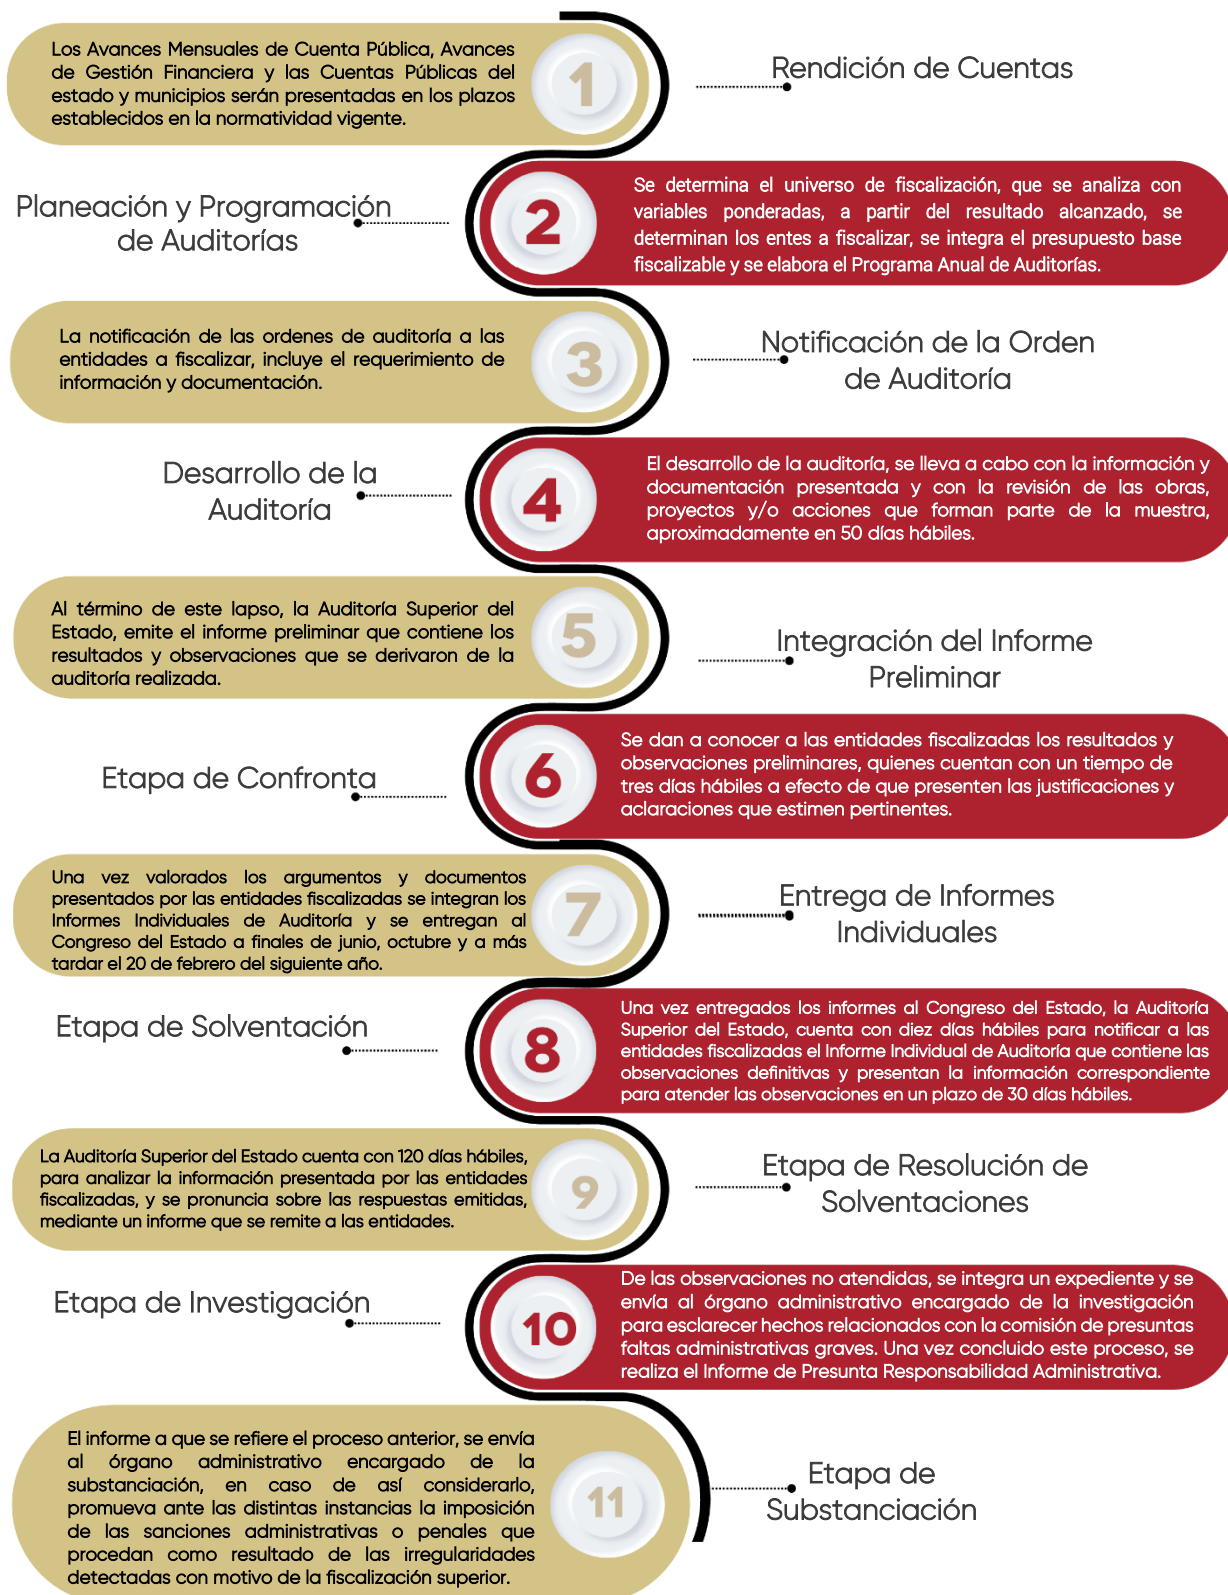 Los Avances Mensuales de Cuenta Pública, Avances
de Gestión Financiera y las Cuentas Públicas del
estado y municipios serán presentadas en los plazos
establecidos en la normatividad vigente.
1
Rendición de Cuentas
Planeación y Programación
de Auditorías
2
Se determina el universo de fiscalización, que se analiza con
variables ponderadas, a partir del resultado alcanzado, se
determinan los entes a fiscalizar, se integra el presupuesto base
fiscalizable y se elabora el Programa Anual de Auditorías.
La notificación de las ordenes de auditoría a las
entidades a fiscalizar, incluye el requerimiento de
información y documentación.
3
Notificación de la Orden
de Auditoría
Desarrollo de la
Auditoría
4
El desarrollo de la auditoría, se lleva a cabo con la información y
documentación presentada y con la revisión de las obras,
proyectos y/o acciones que forman parte de la muestra,
aproximadamente en 50 días hábiles.
Al término de este lapso, la Auditoría Superior del
Estado, emite el informe preliminar que contiene los
resultados y observaciones que se derivaron de la
auditoría realizada.
5
Integración del Informe
Preliminar
Etapa de Confronta
6
Se dan a conocer a las entidades fiscalizadas los resultados y
observaciones preliminares, quienes cuentan con un tiempo de
tres días hábiles a efecto de que presenten las justificaciones y
aclaraciones que estimen pertinentes.
Una vez valorados los argumentos y documentos
presentados por las entidades fiscalizadas se integran los
Informes Individuales de Auditoría y se entregan al
Congreso del Estado a finales de junio, octubre y a más
tardar el 20 de febrero del siguiente año.
7
Entrega de Informes
Individuales
Etapa de Solventación
8
Una vez entregados los informes al Congreso del Estado, la Auditoría
Superior del Estado, cuenta con diez días hábiles para notificar a las
entidades fiscalizadas el Informe Individual de Auditoría que contiene las
observaciones definitivas y presentan la información correspondiente
para atender las observaciones en un plazo de 30 días hábiles.
La Auditoría Superior del Estado cuenta con 120 días hábiles,
para analizar la información presentada por las entidades
fiscalizadas, y se pronuncia sobre las respuestas emitidas,
mediante un informe que se remite a las entidades.
9
Etapa de Resolución de
Solventaciones
Etapa de Investigación
10
De las observaciones no atendidas, se integra un expediente y se
envía al órgano administrativo encargado de la investigación
para esclarecer hechos relacionados con la comisión de presuntas
faltas administrativas graves. Una vez concluido este proceso, se
realiza el Informe de Presunta Responsabilidad Administrativa.
El informe a que se refiere el proceso anterior, se envía
al órgano administrativo encargado de la
substanciación, en caso de así considerarlo,
promueva ante las distintas instancias la imposición
de las sanciones administrativas o penales que
procedan como resultado de las irregularidades
detectadas con motivo de la fiscalización superior.
11
Etapa de
Substanciación